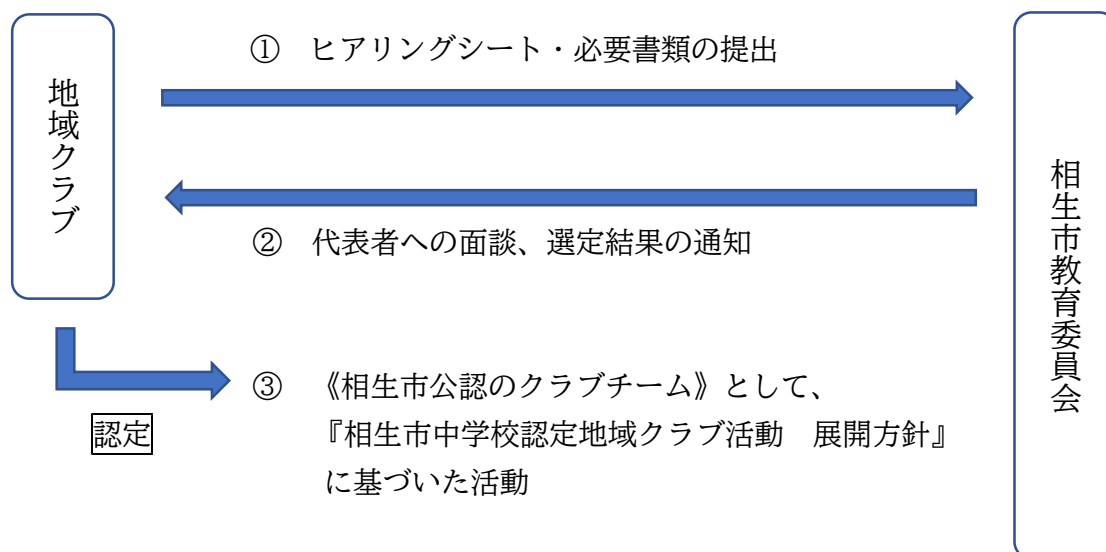 地域クラブ
① ヒアリングシート・必要書類の提出
② 代表者への面談、選定結果の通知
認定
③ 《相生市公認のクラブチーム》として、
『相生市中学校認定地域クラブ活動　展開方針』
に基づいた活動
相生市教育委員会